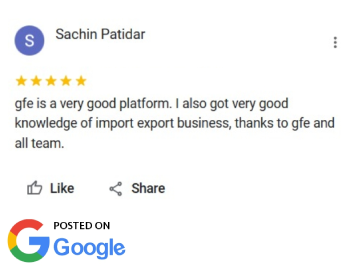 S
Sachin Patidar
gfe is a very good platform. I also got very good
knowledge of import export business, thanks to gfe and
all team.
Like Share
POSTED ON
Google